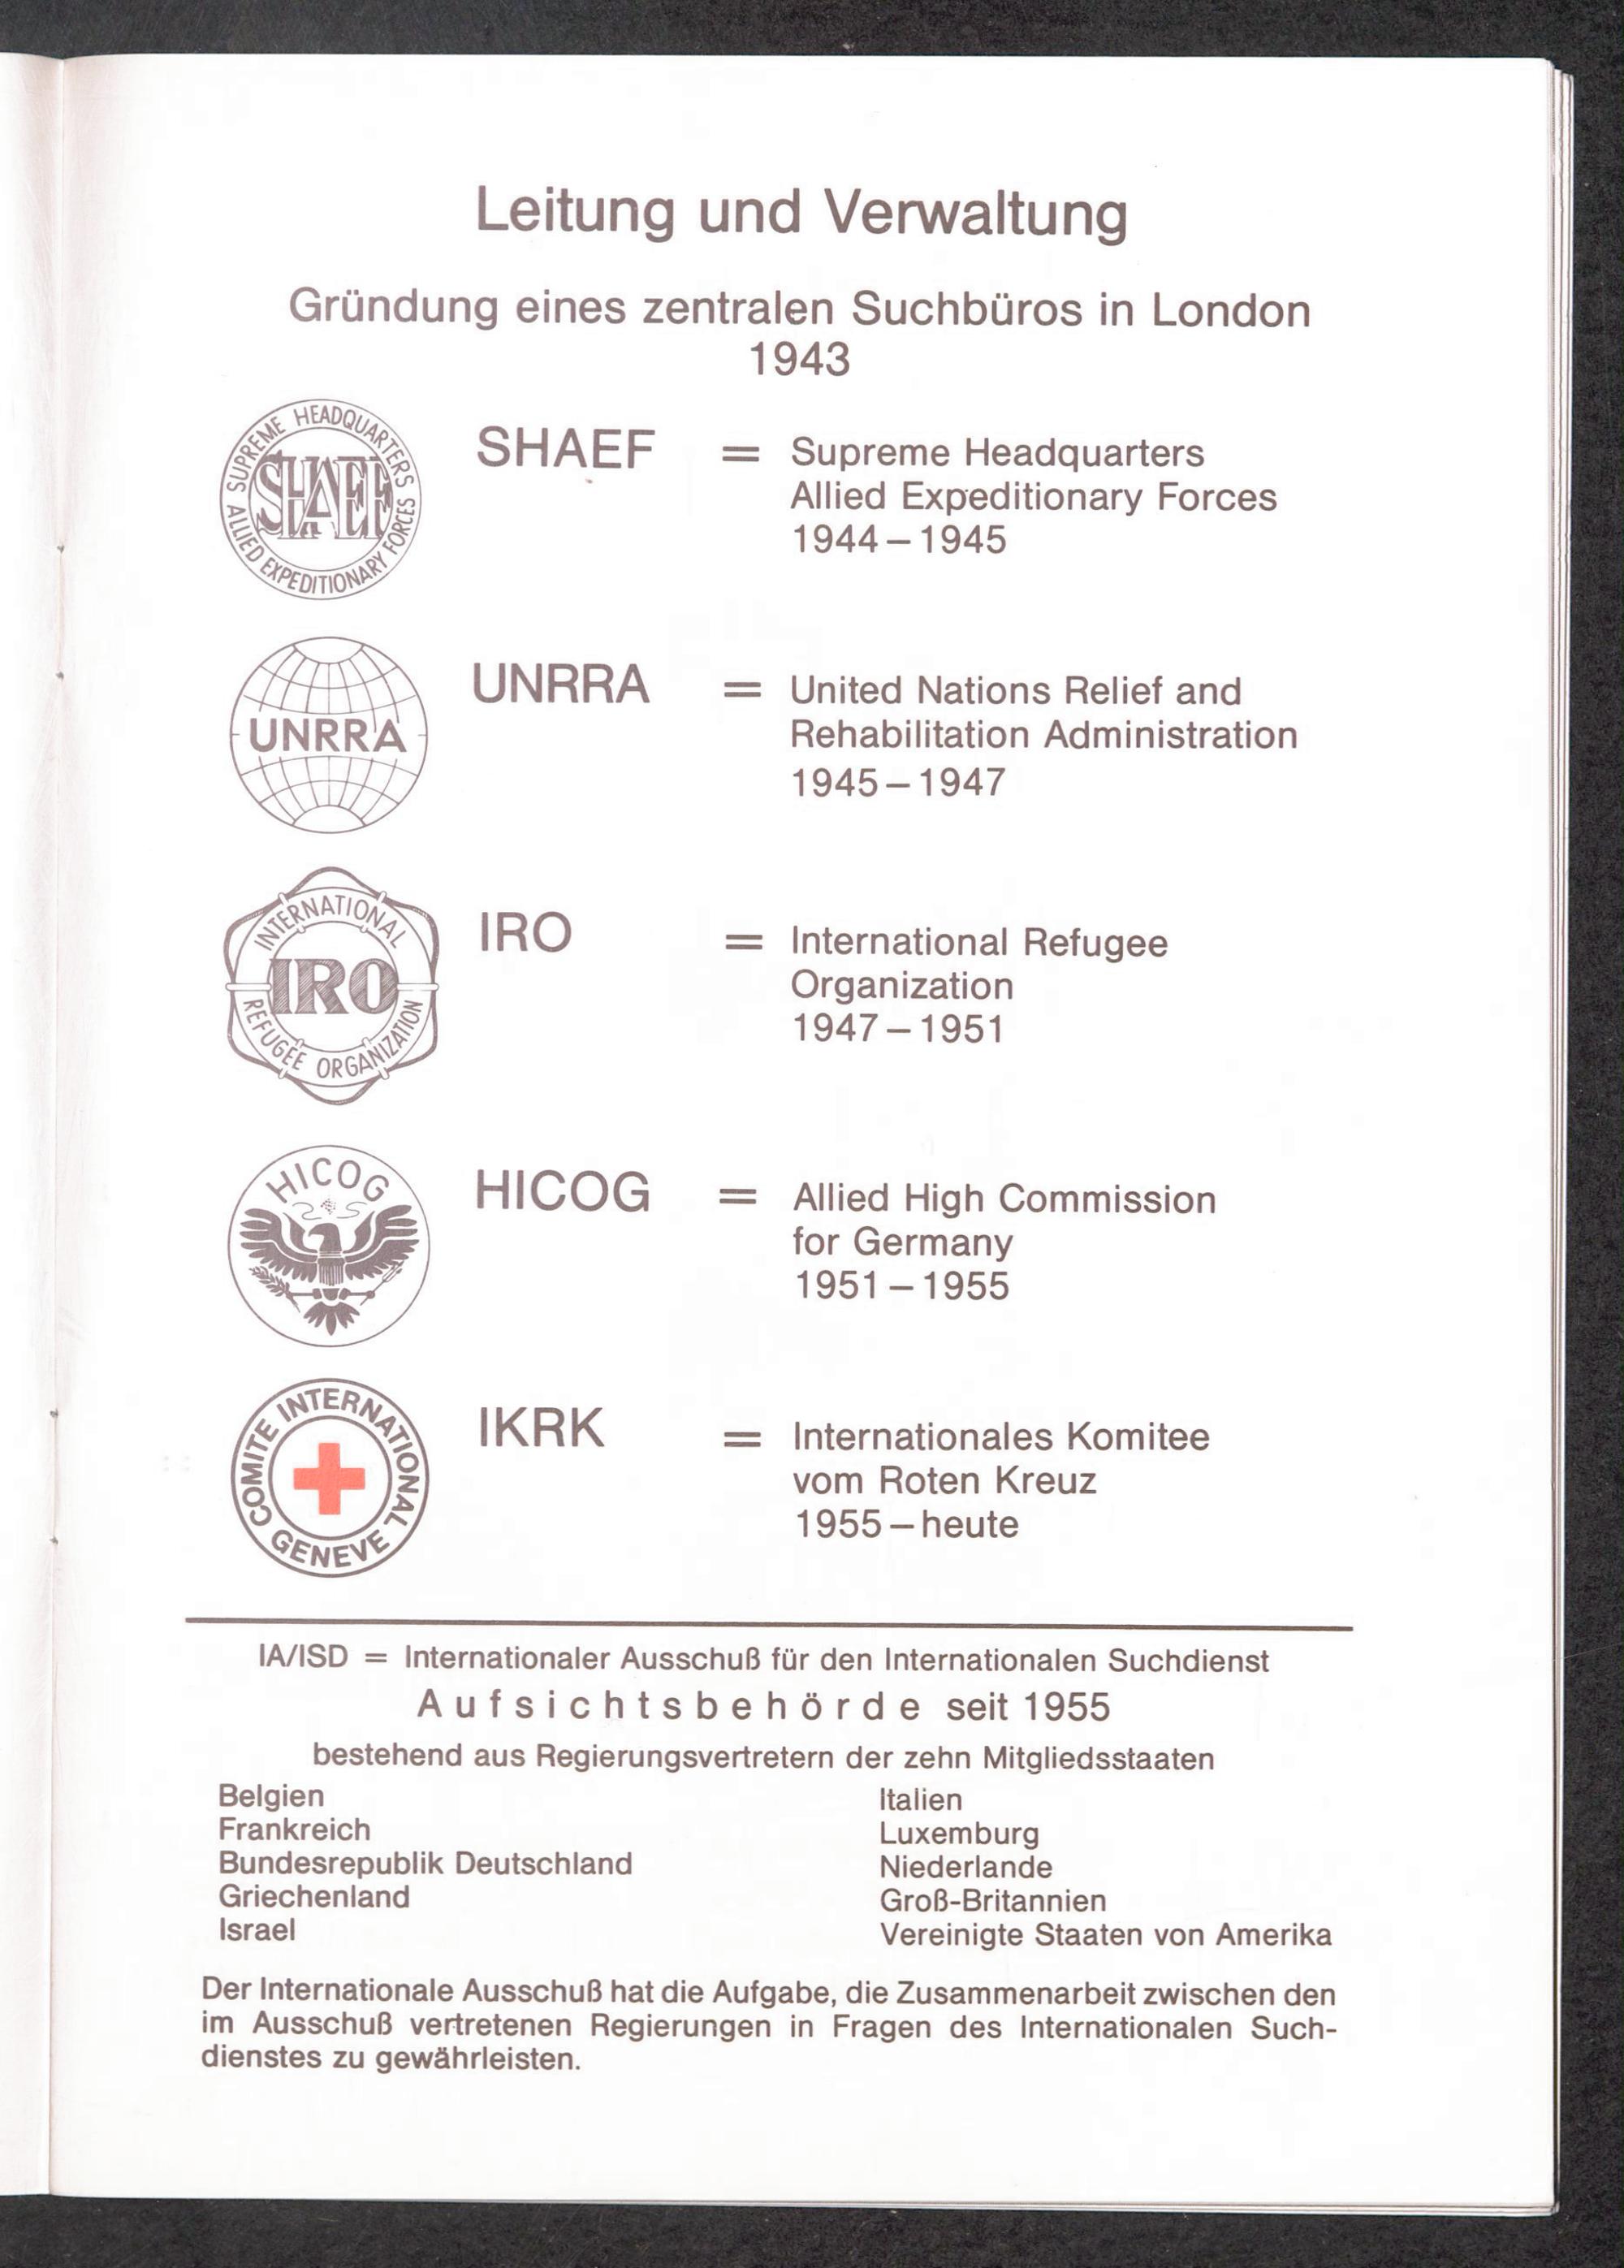 Leitung und Verwaltung
Gründung eines zentralen Suchbüros in London
1943
SUPREME HEADQUARTERS
ALLIED EXPEDITIONARY FORCES
SHAEF
SHAEF = Supreme Headquarters
Allied Expeditionary Forces
1944 – 1945
UNRRA
UNRRA = United Nations Relief and
Rehabilitation Administration
1945 – 1947
INTERNATIONAL
IRO
REFUGEE ORGANIZATION
IRO = International Refugee
Organization
1947 – 1951
HICOG
HICOG = Allied High Commission
for Germany
1951 – 1955
COMITE INTERNATIONAL
GENEVE
IKRK = Internationales Komitee
vom Roten Kreuz
1955 – heute
IA/ISD = Internationaler Ausschuß für den Internationalen Suchdienst
Aufsichtsbehörde seit 1955
bestehend aus Regierungsvertretern der zehn Mitgliedsstaaten
Belgien
Frankreich
Bundesrepublik Deutschland
Griechenland
Israel
Italien
Luxemburg
Niederlande
Groß-Britannien
Vereinigte Staaten von Amerika
Der Internationale Ausschuß hat die Aufgabe, die Zusammenarbeit zwischen den
im Ausschuß vertretenen Regierungen in Fragen des Internationalen Such-
dienstes zu gewährleisten.